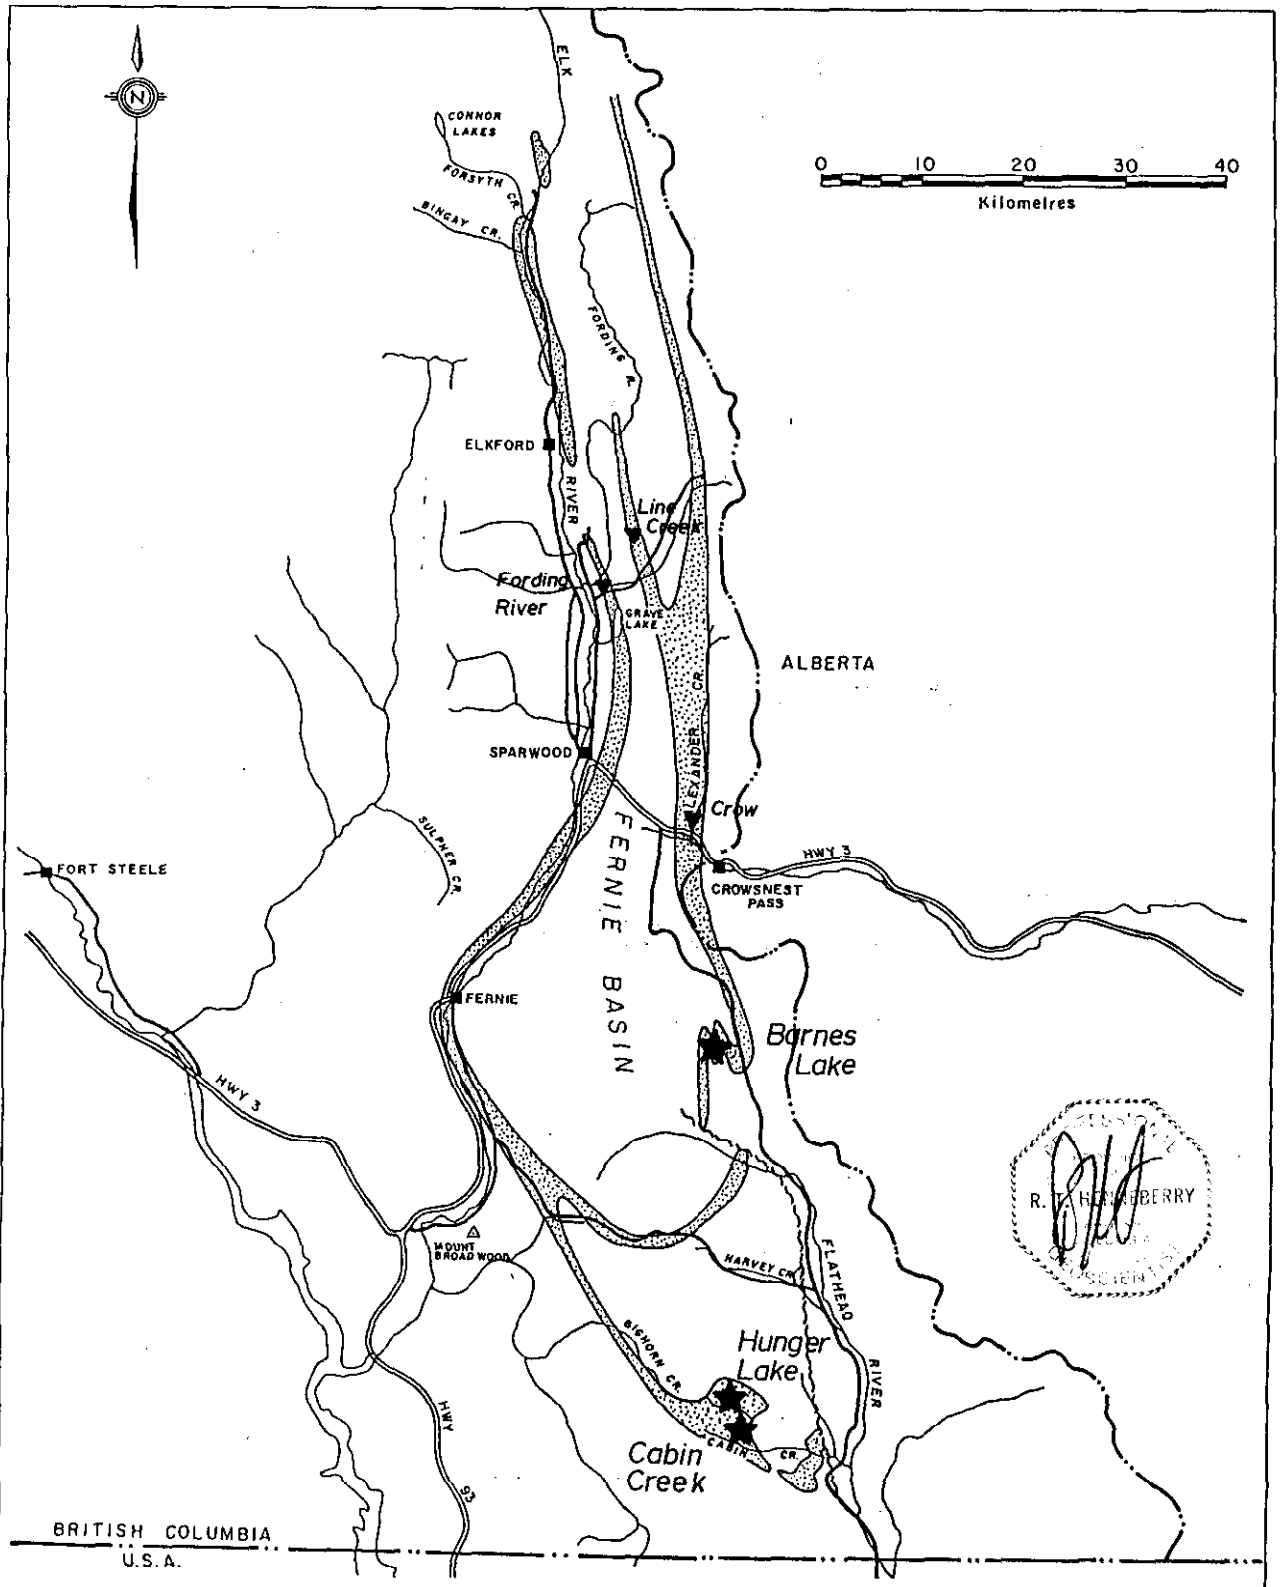 N
ELK
CONNOR
LAKES
0 10 20 30 40
Kilometres
FORSYTH CR.
BINGAY CR.
FORDING R.
ELKFORD
RIVER
Line
Creek
Fording
River
GRAVE
LAKE
ALBERTA
LEXANDER CR.
SPARWOOD
Crow
FERNIE BASIN
SULPHER CR.
HWY 3
FORT STEELE
CROWSNEST
PASS
FERNIE
Barnes
Lake
HWY 3
R. T. HENNEBERRY
MOUNT
BROADWOOD
HARVEY CR.
FLATHEAD
RIVER
BIGHORN CR.
Hunger
Lake
CABIN CR.
Cabin
Creek
HWY
93
BRITISH COLUMBIA
U.S.A.